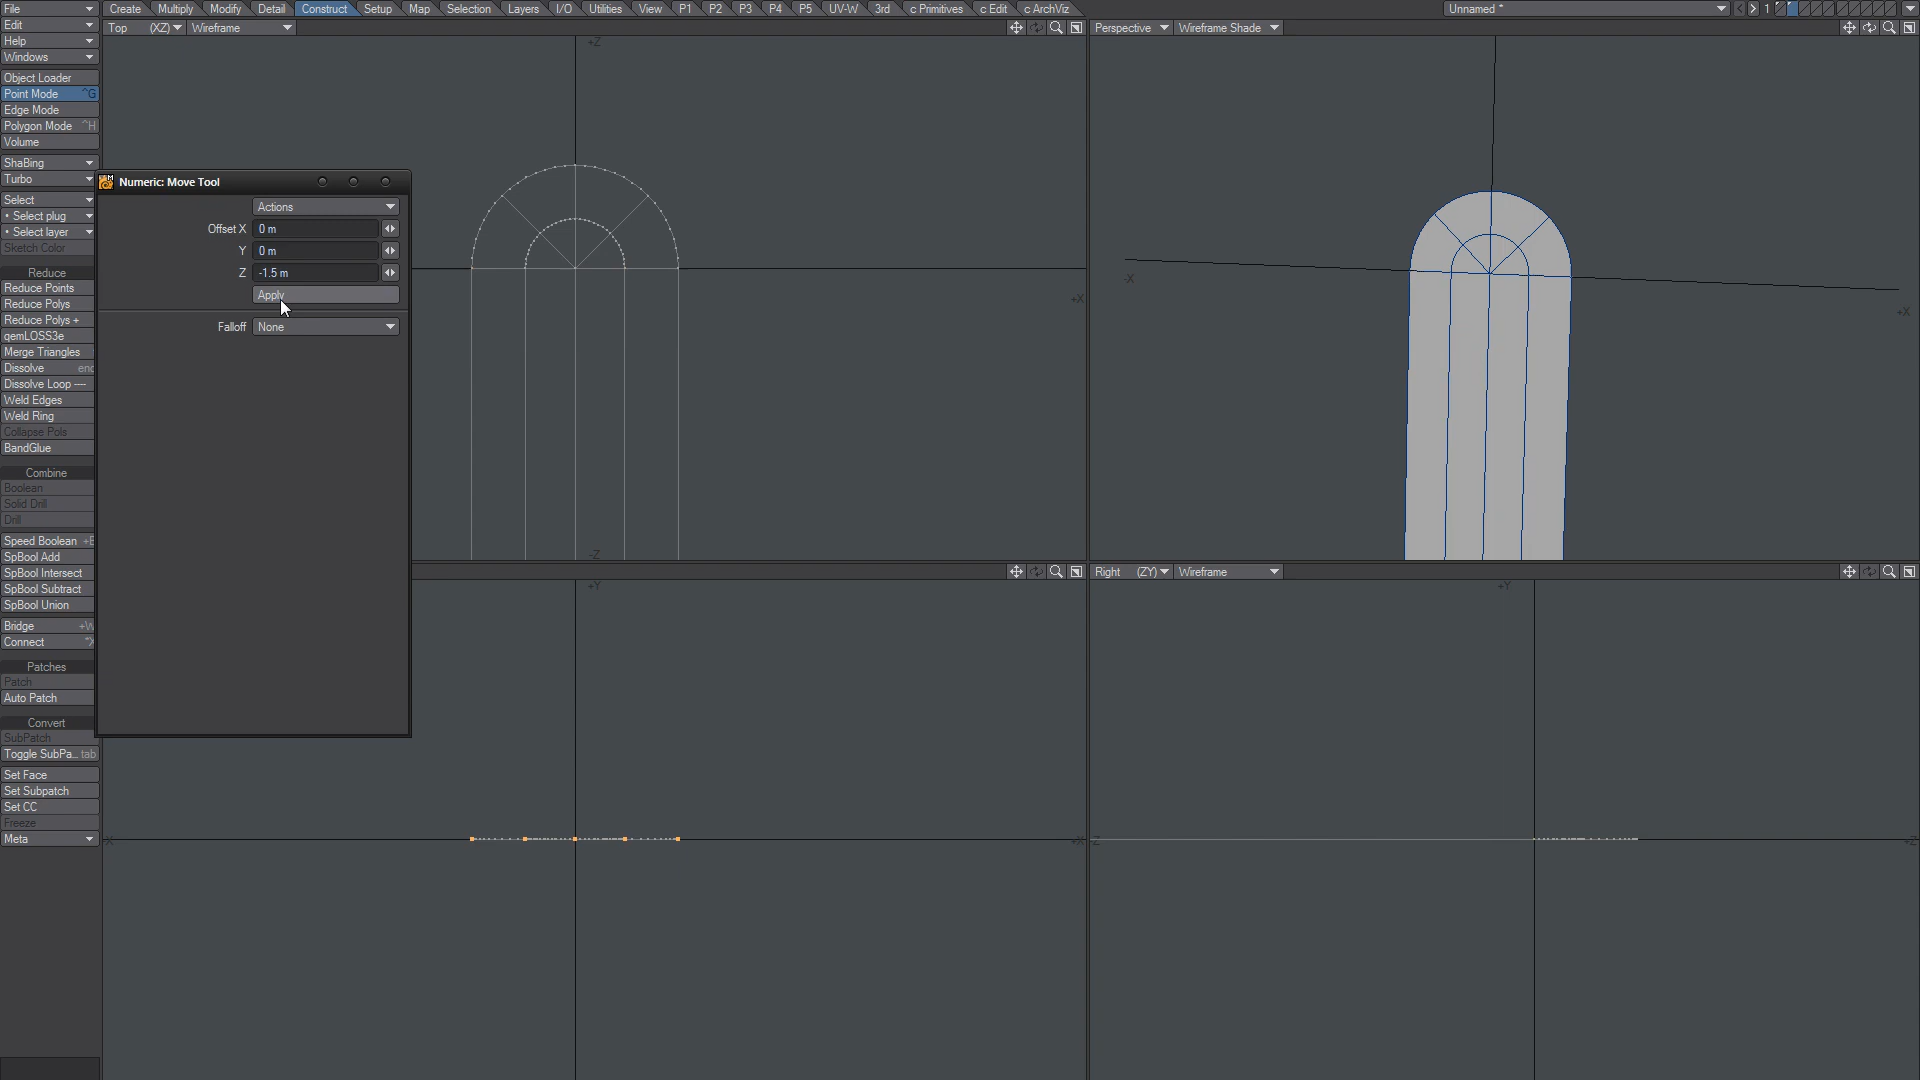 File
Edit
Help
Windows
Object Loader
Point Mode ^G
Edge Mode
Polygon Mode ^H
Volume
ShaBing
Turbo
Select
• Select plug
• Select layer
Sketch Color
Reduce
Reduce Points
Reduce Polys
Reduce Polys +
qemLOSS3e
Merge Triangles
Dissolve end
Dissolve Loop ----
Weld Edges
Weld Ring
Collapse Pols
BandGlue
Combine
Boolean
Solid Drill
Drill
Speed Boolean
SpBool Add
SpBool Intersect
SpBool Subtract
SpBool Union
Bridge
Connect
Patches
Patch
Auto Patch
Convert
SubPatch
Toggle SubPa... tab
Set Face
Set Subpatch
Set CC
Freeze
Meta
Create Multiply Modify Detail Construct Setup Map Selection Layers I/O Utilities View P1 P2 P3 P4 P5 UV-W 3rd c Primitives c Edit c ArchViz
Unnamed * < > 1
Top (XZ) Wireframe
+Z
+X
-Z
Perspective Wireframe Shade
-X
+X
Numeric: Move Tool
Actions
Offset X 0 m
Y 0 m
Z -1.5 m
Apply
Falloff None
+Y
-X
+X
Right (ZY) Wireframe
+Y
-Z
+Z